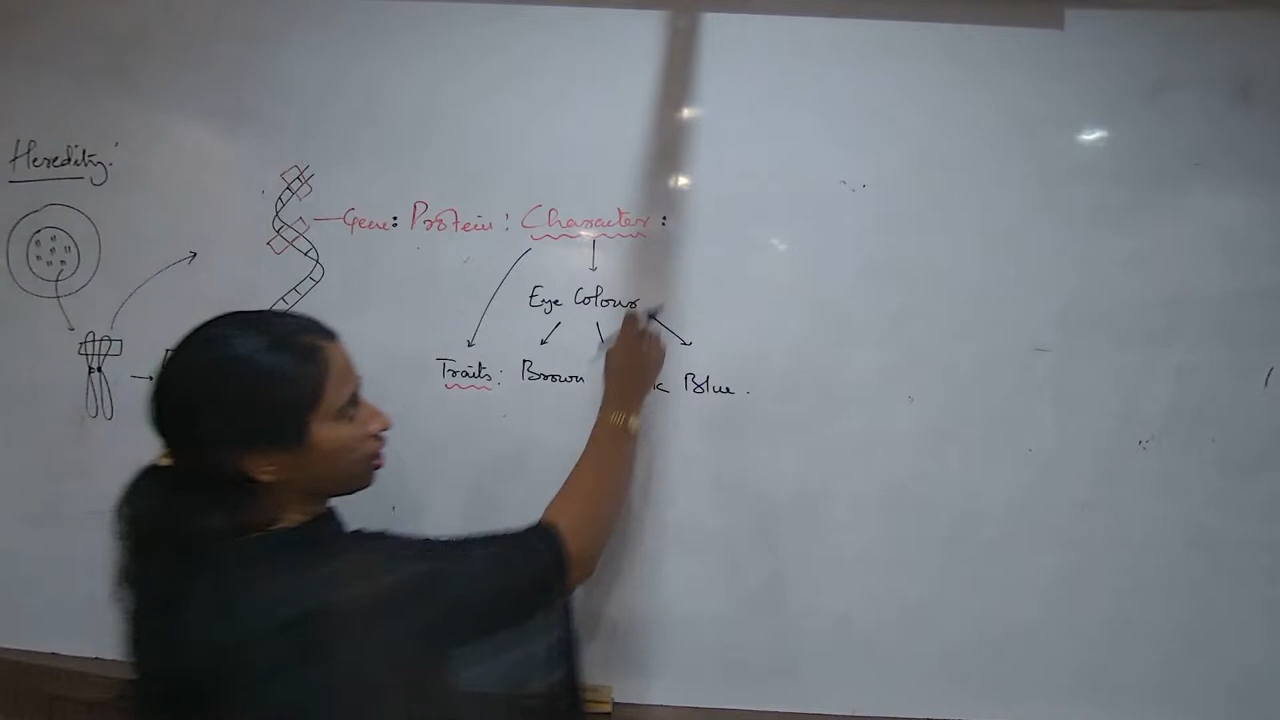 Heredity:
Gene: Protein: Character:
Eye Colour
Traits: Brown Blue.